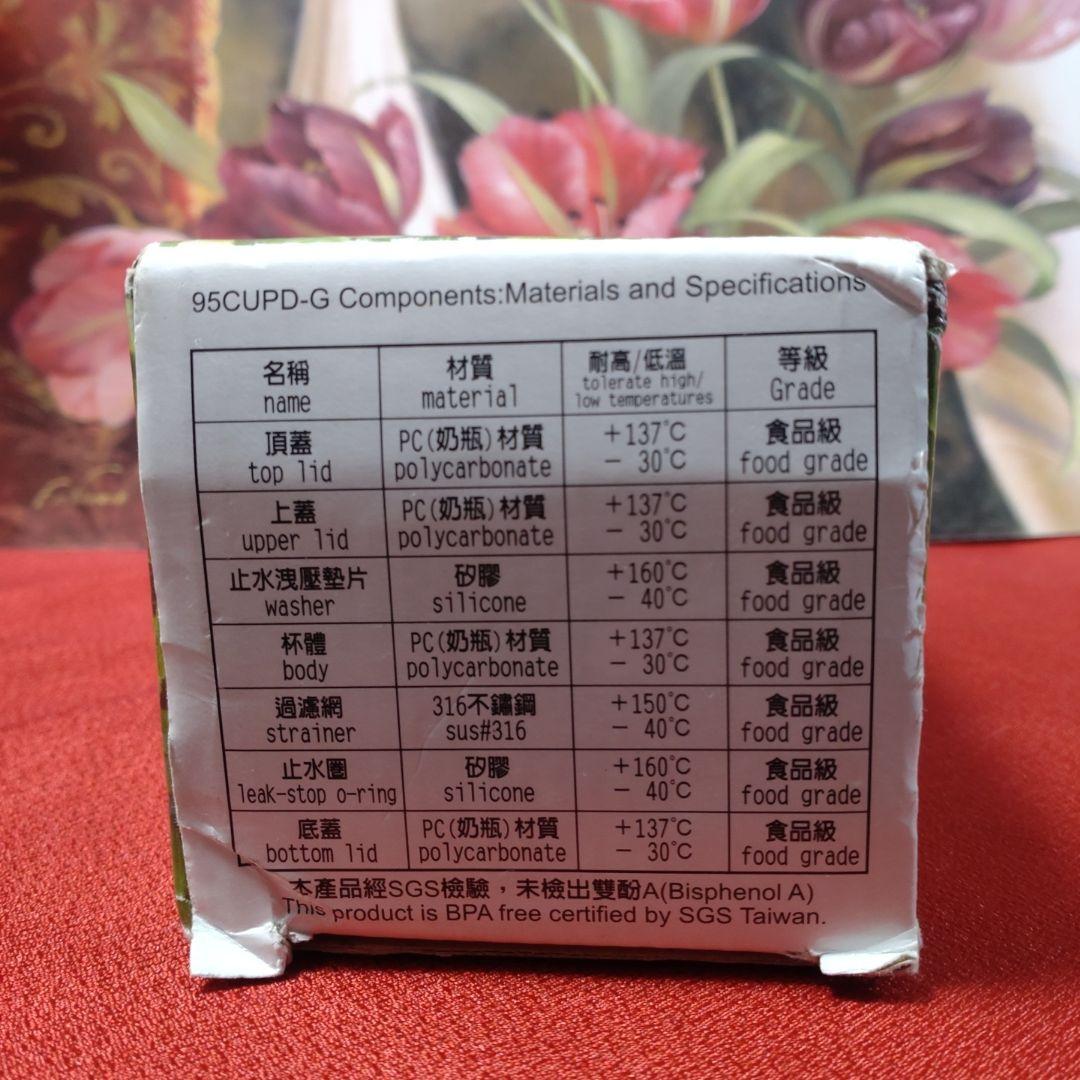 95CUPD-G Components:Materials and Specifications
名稱 材質 耐高/低溫 等級
name material tolerate high/ low temperatures Grade
頂蓋 PC(奶瓶)材質 +137°C 食品級
top lid polycarbonate - 30°C food grade
上蓋 PC(奶瓶)材質 +137°C 食品級
upper lid polycarbonate - 30°C food grade
止水洩壓墊片 矽膠 +160°C 食品級
washer silicone - 40°C food grade
杯體 PC(奶瓶)材質 +137°C 食品級
body polycarbonate - 30°C food grade
過濾網 316不鏽鋼 +150°C 食品級
strainer sus#316 - 40°C food grade
止水圈 矽膠 +160°C 食品級
leak-stop o-ring silicone - 40°C food grade
底蓋 PC(奶瓶)材質 +137°C 食品級
bottom lid polycarbonate - 30°C food grade
本產品經SGS檢驗，未檢出雙酚A(Bisphenol A)
This product is BPA free certified by SGS Taiwan.